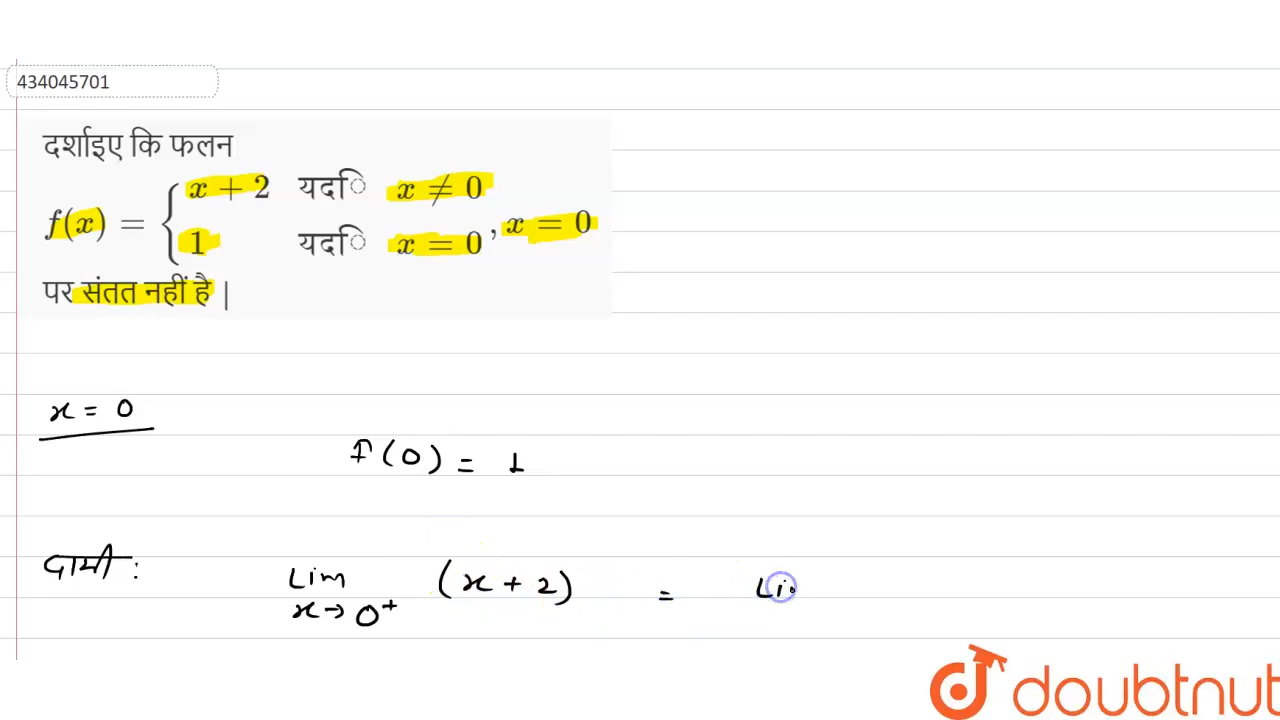 434045701
दर्शाइए कि फलन
f(x) = { x + 2 यदि x ≠ 0
1 यदि x = 0 , x = 0
पर संतत नहीं है |
x = 0
f(0) = 1
दायी :
Lim x→0⁺ (x + 2) = Li
doubtnut